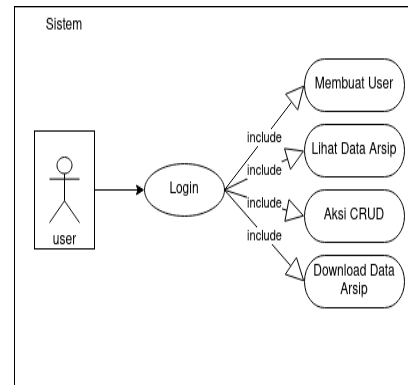 Sistem
Membuat User
include
Lihat Data Arsip
include
Login
include
Aksi CRUD
user
include
Download Data
Arsip